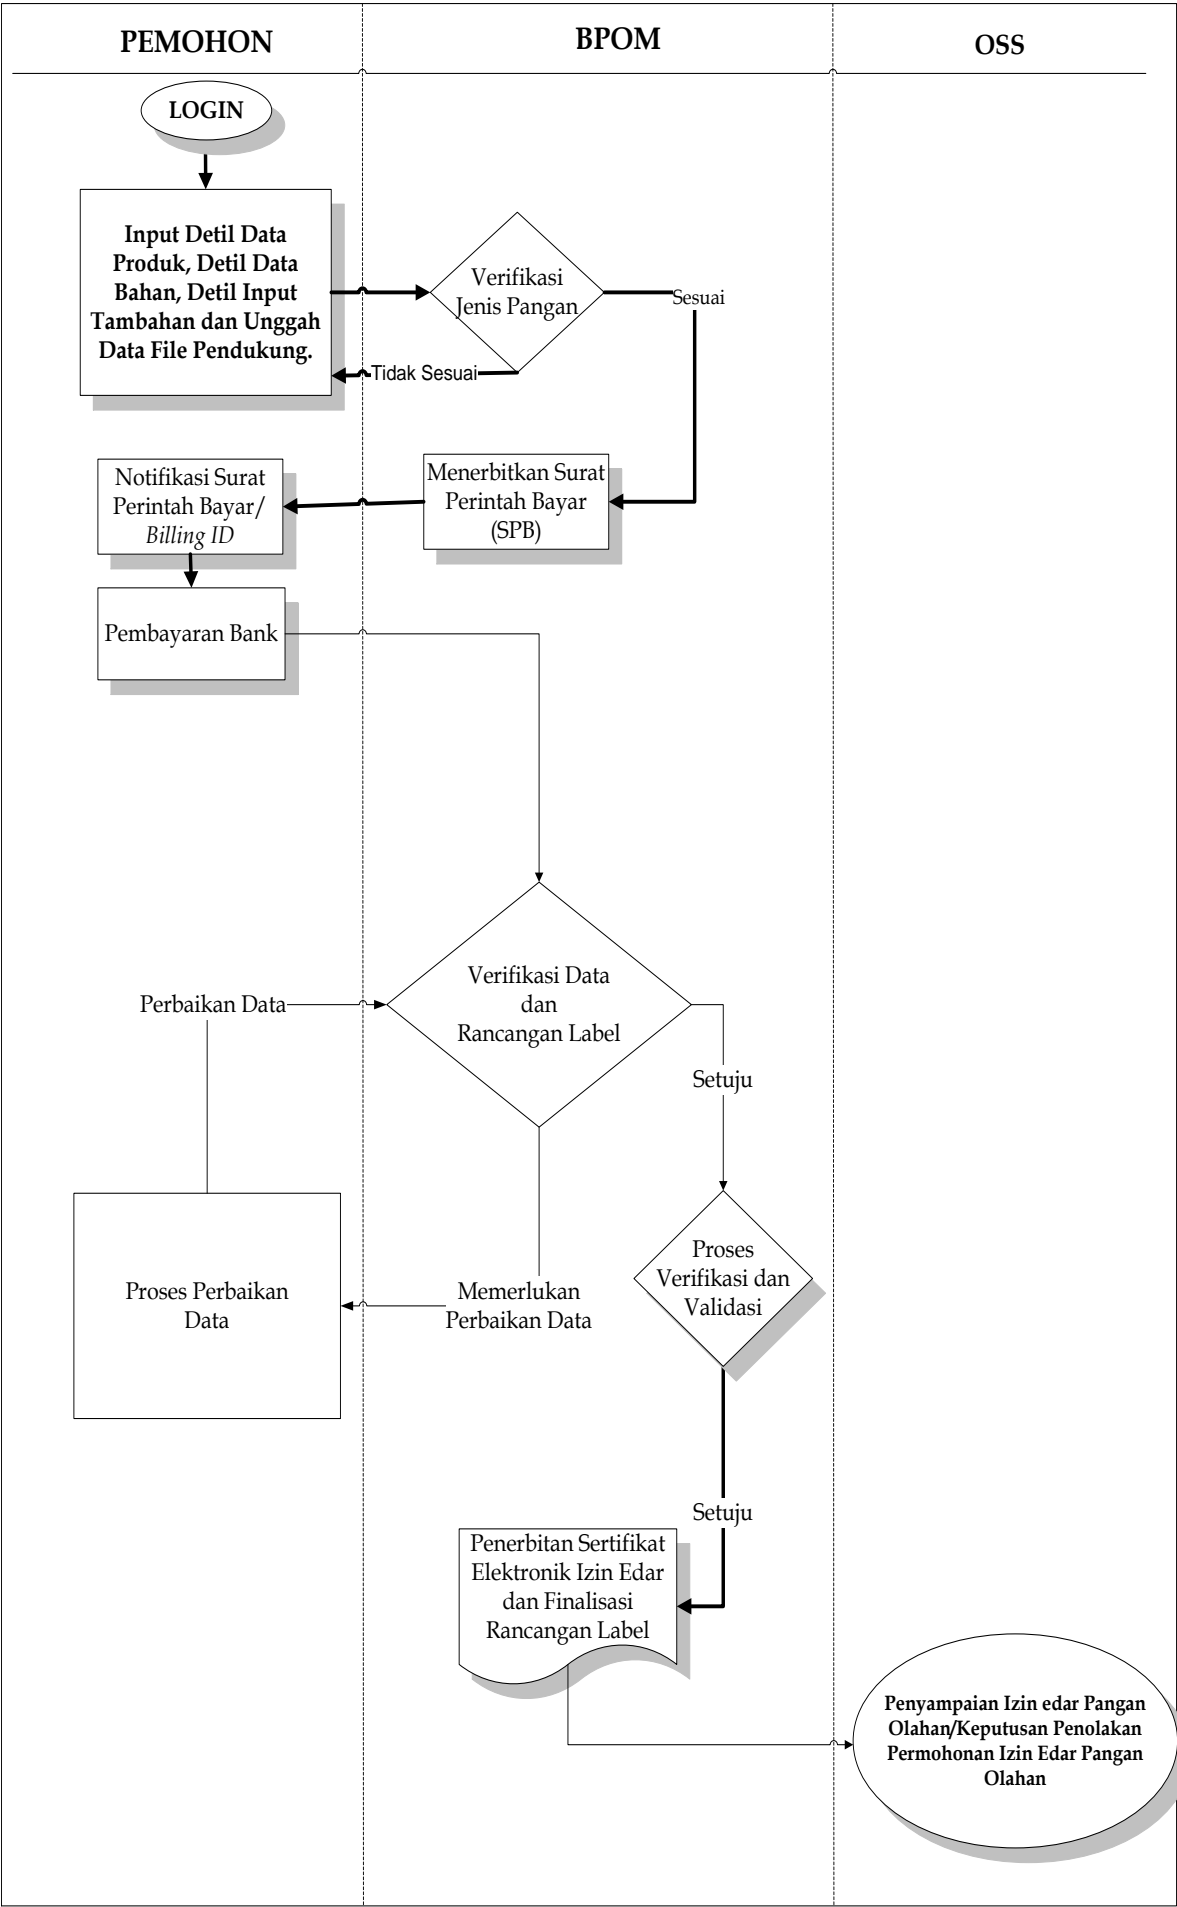 PEMOHON
BPOM
OSS
LOGIN
Input Detil Data
Produk, Detil Data
Bahan, Detil Input
Tambahan dan Unggah
Data File Pendukung.
Verifikasi
Jenis Pangan
Sesuai
Tidak Sesuai
Menerbitkan Surat
Perintah Bayar
(SPB)
Notifikasi Surat
Perintah Bayar/
Billing ID
Pembayaran Bank
Verifikasi Data
dan
Rancangan Label
Perbaikan Data
Setuju
Proses
Verifikasi dan
Validasi
Memerlukan
Perbaikan Data
Proses Perbaikan
Data
Setuju
Penerbitan Sertifikat
Elektronik Izin Edar
dan Finalisasi
Rancangan Label
Penyampaian Izin edar Pangan
Olahan/Keputusan Penolakan
Permohonan Izin Edar Pangan
Olahan